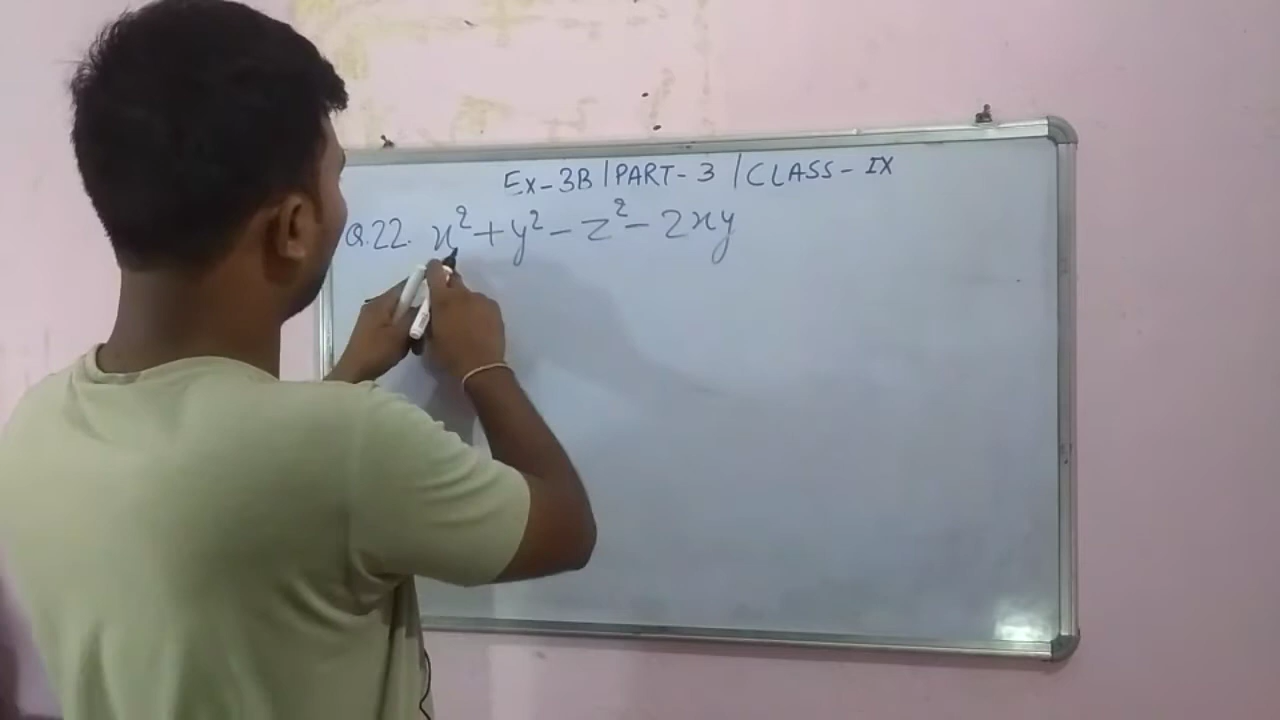 Ex-3B | PART-3 | CLASS-IX
Q.22. x² + y² - z² - 2xy